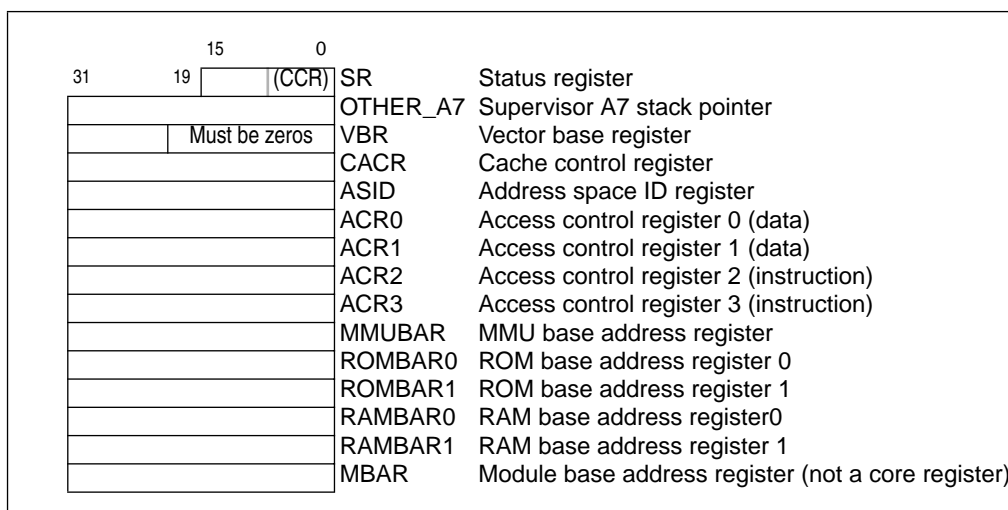 15 0
31 19 (CCR) SR Status register
OTHER_A7 Supervisor A7 stack pointer
Must be zeros VBR Vector base register
CACR Cache control register
ASID Address space ID register
ACR0 Access control register 0 (data)
ACR1 Access control register 1 (data)
ACR2 Access control register 2 (instruction)
ACR3 Access control register 3 (instruction)
MMUBAR MMU base address register
ROMBAR0 ROM base address register 0
ROMBAR1 ROM base address register 1
RAMBAR0 RAM base address register0
RAMBAR1 RAM base address register 1
MBAR Module base address register (not a core register)